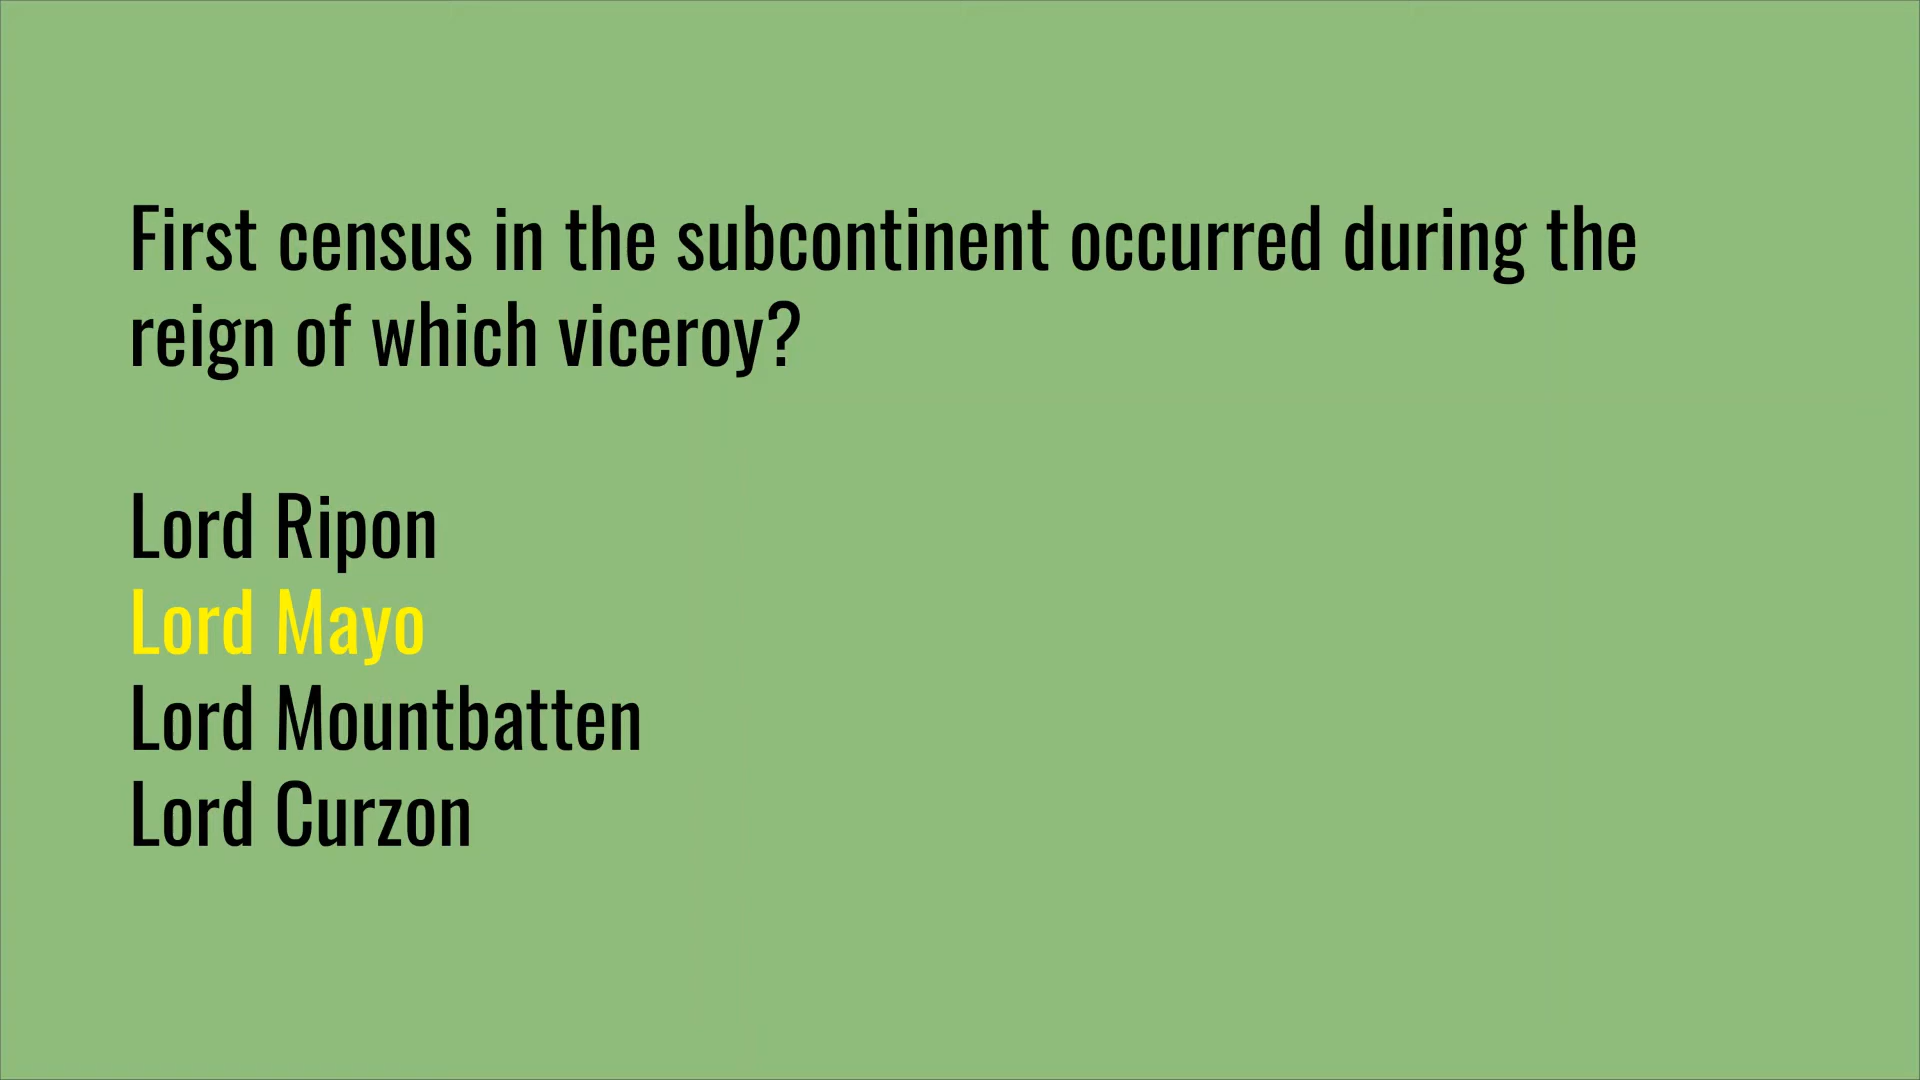 First census in the subcontinent occurred during the
reign of which viceroy?
Lord Ripon
Lord Mayo
Lord Mountbatten
Lord Curzon